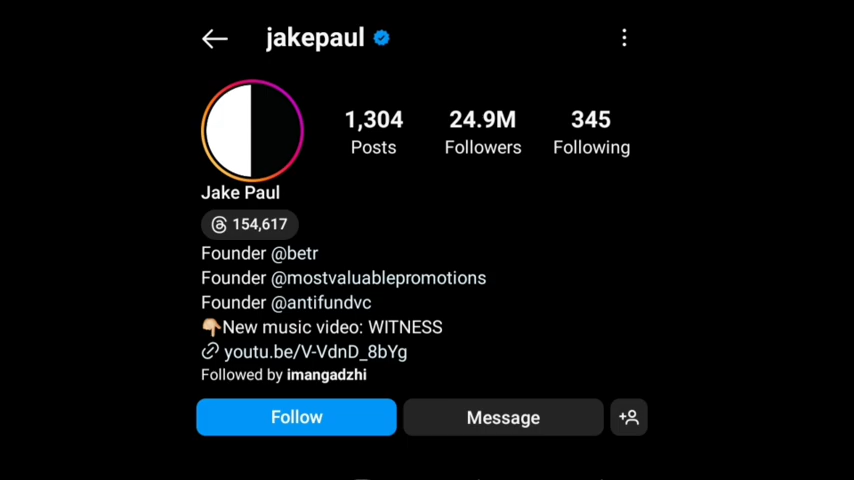 jakepaul
1,304 24.9M 345
Posts Followers Following
Jake Paul
154,617
Founder @betr
Founder @mostvaluablepromotions
Founder @antifundvc
👇🏼New music video: WITNESS
youtu.be/V-VdnD_8bYg
Followed by imangadzhi
Follow Message